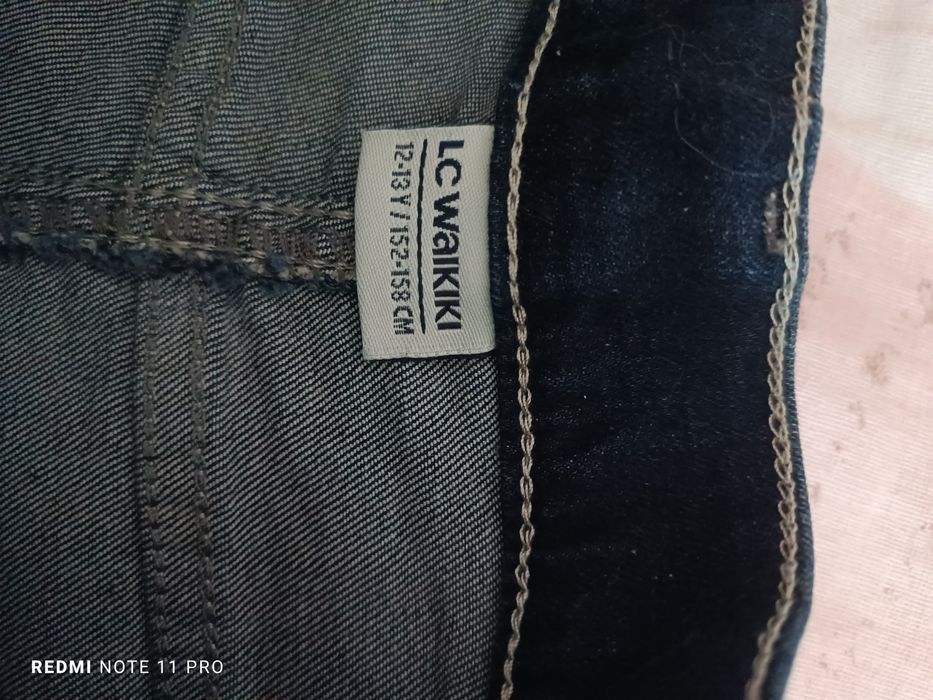 LC WAIKIKI
12-13 Y / 152-158 CM
REDMI NOTE 11 PRO